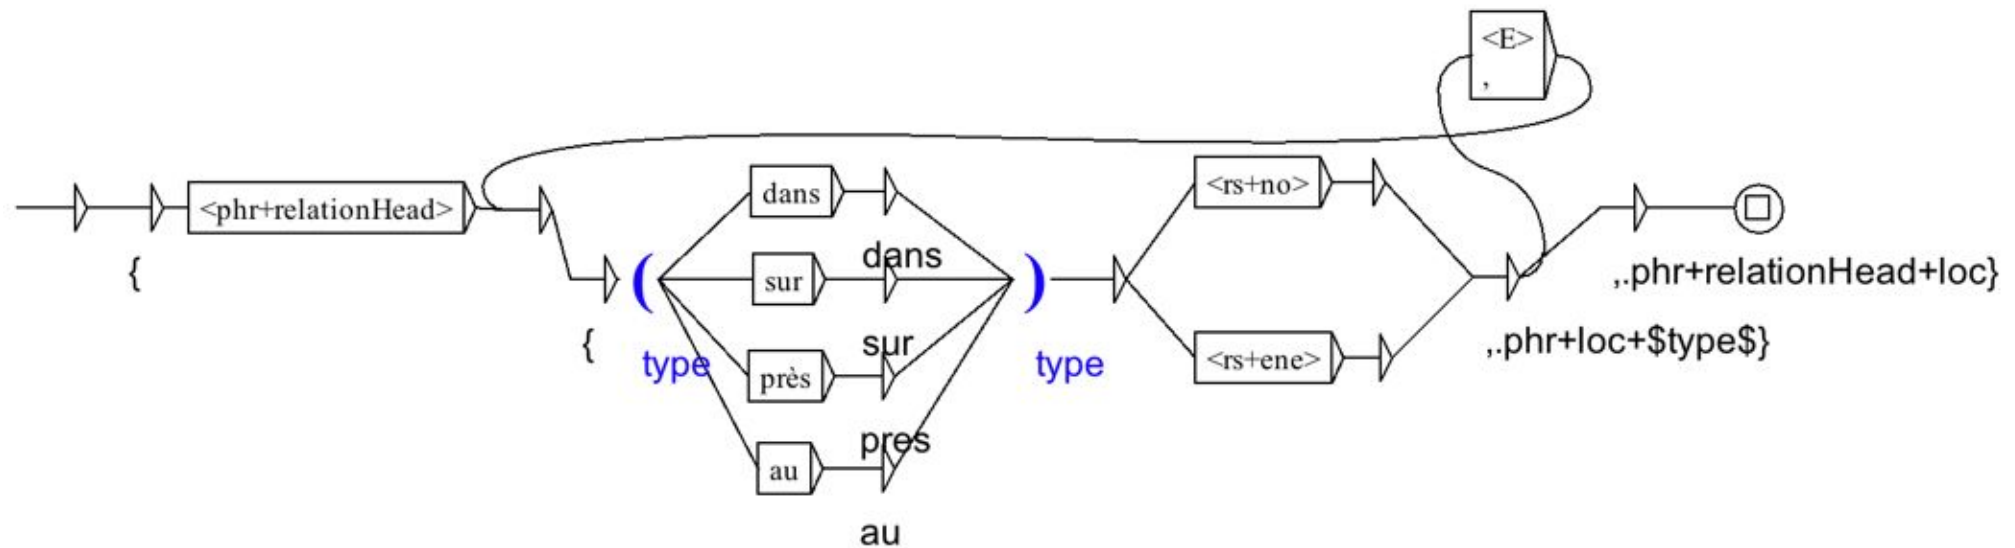 <E>
,
<phr+relationHead>
{
{
(
type
dans
dans
sur
sur
près
pres
au
au
)
type
<rs+no>
<rs+ene>
,.phr+loc+$type$}
,.phr+relationHead+loc}